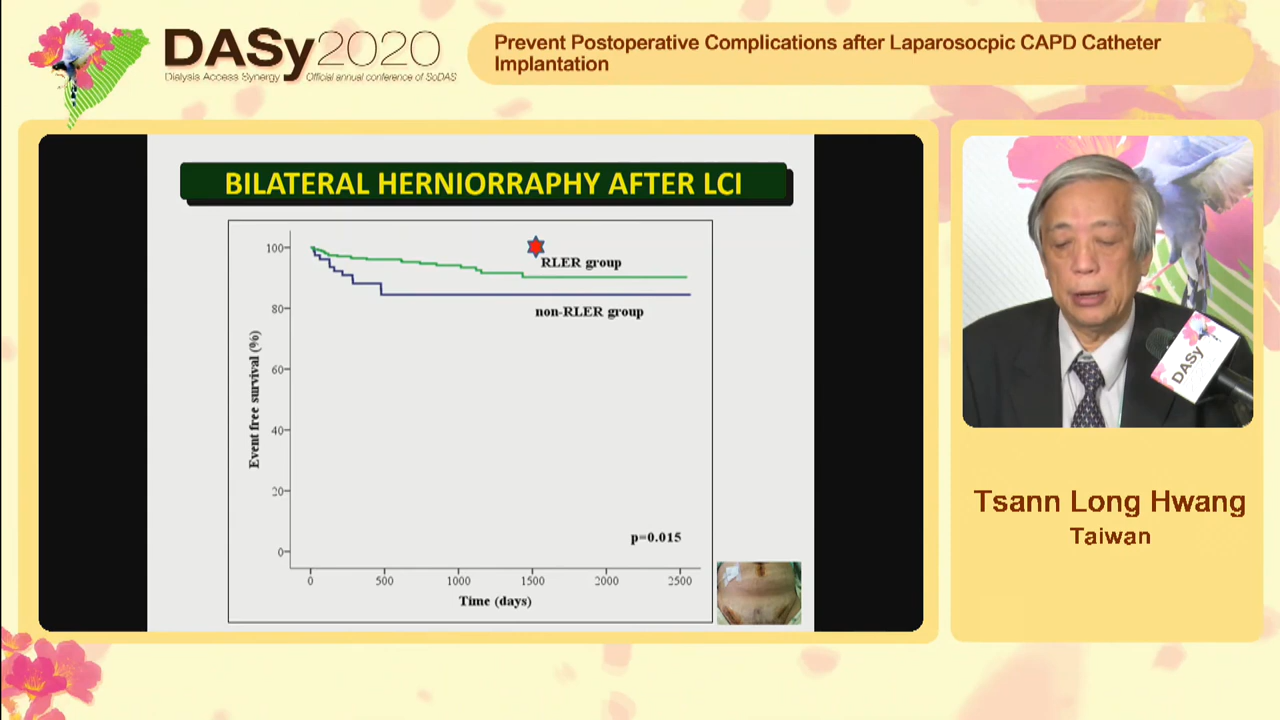 DASy2020
Dialysis Access Synergy Official annual conference of SoDAS
Prevent Postoperative Complications after Laparosocpic CAPD Catheter
Implantation
BILATERAL HERNIORRAPHY AFTER LCI
100
80
60
40
20
0
Event free survival (%)
RLER group
non-RLER group
p=0.015
0 500 1000 1500 2000 2500
Time (days)
DASy
Tsann Long Hwang
Taiwan